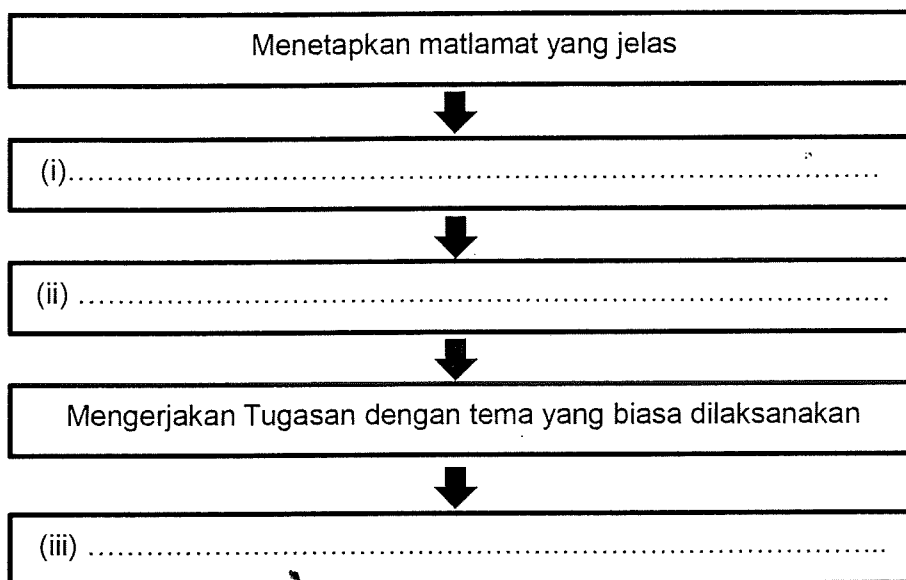 Menetapkan matlamat yang jelas
(i)...................................................................................
(ii) ...................................................................................
Mengerjakan Tugasan dengan tema yang biasa dilaksanakan
(iii) ..................................................................................